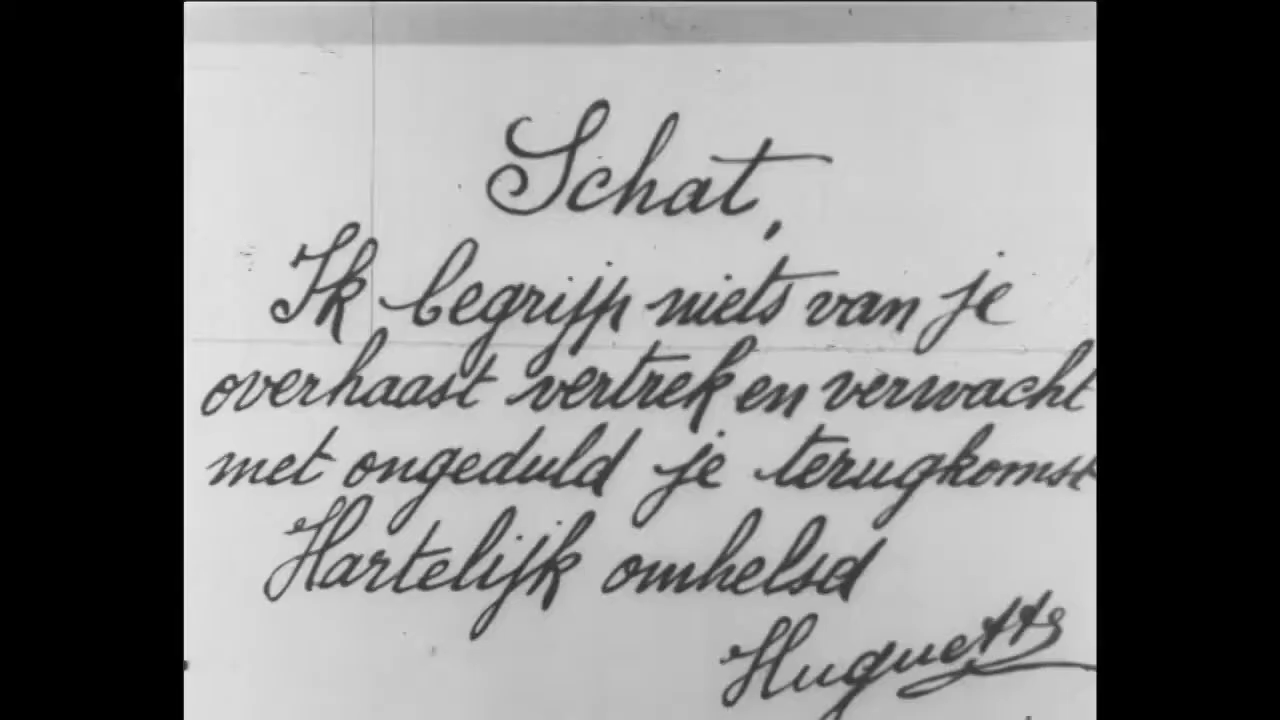 Schat,
Ik begrijp niets van je
overhaast vertrek en verwacht
met ongeduld je terugkomst
Hartelijk omhelsd
Huguette